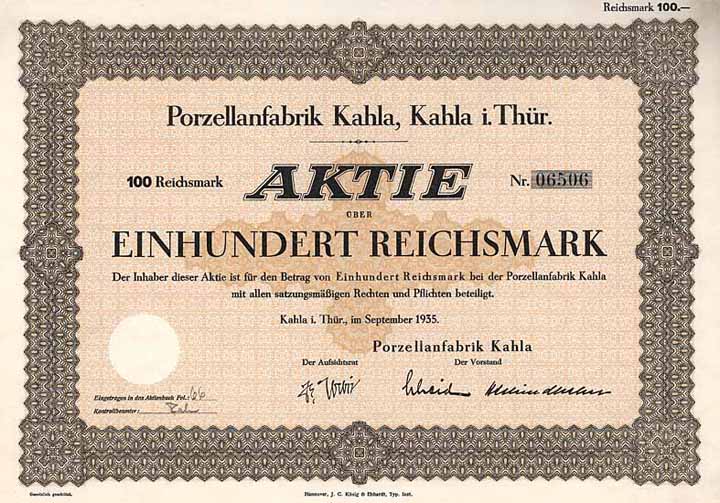 Reichsmark 100.—
Porzellanfabrik Kahla, Kahla i. Thür.
100 Reichsmark AKTIE Nr. 06506
ÜBER
EINHUNDERT REICHSMARK
Der Inhaber dieser Aktie ist für den Betrag von Einhundert Reichsmark bei der Porzellanfabrik Kahla
mit allen satzungsmäßigen Rechten und Pflichten beteiligt.
Kahla i. Thür., im September 1935.
Porzellanfabrik Kahla
Der Aufsichtsrat Der Vorstand
Eingetragen in das Aktienbuch Fol.: 66
Kontrollbeamter:
Gesetzlich geschützt. Hannover, J. C. König & Ebhardt, Typ. Inst.